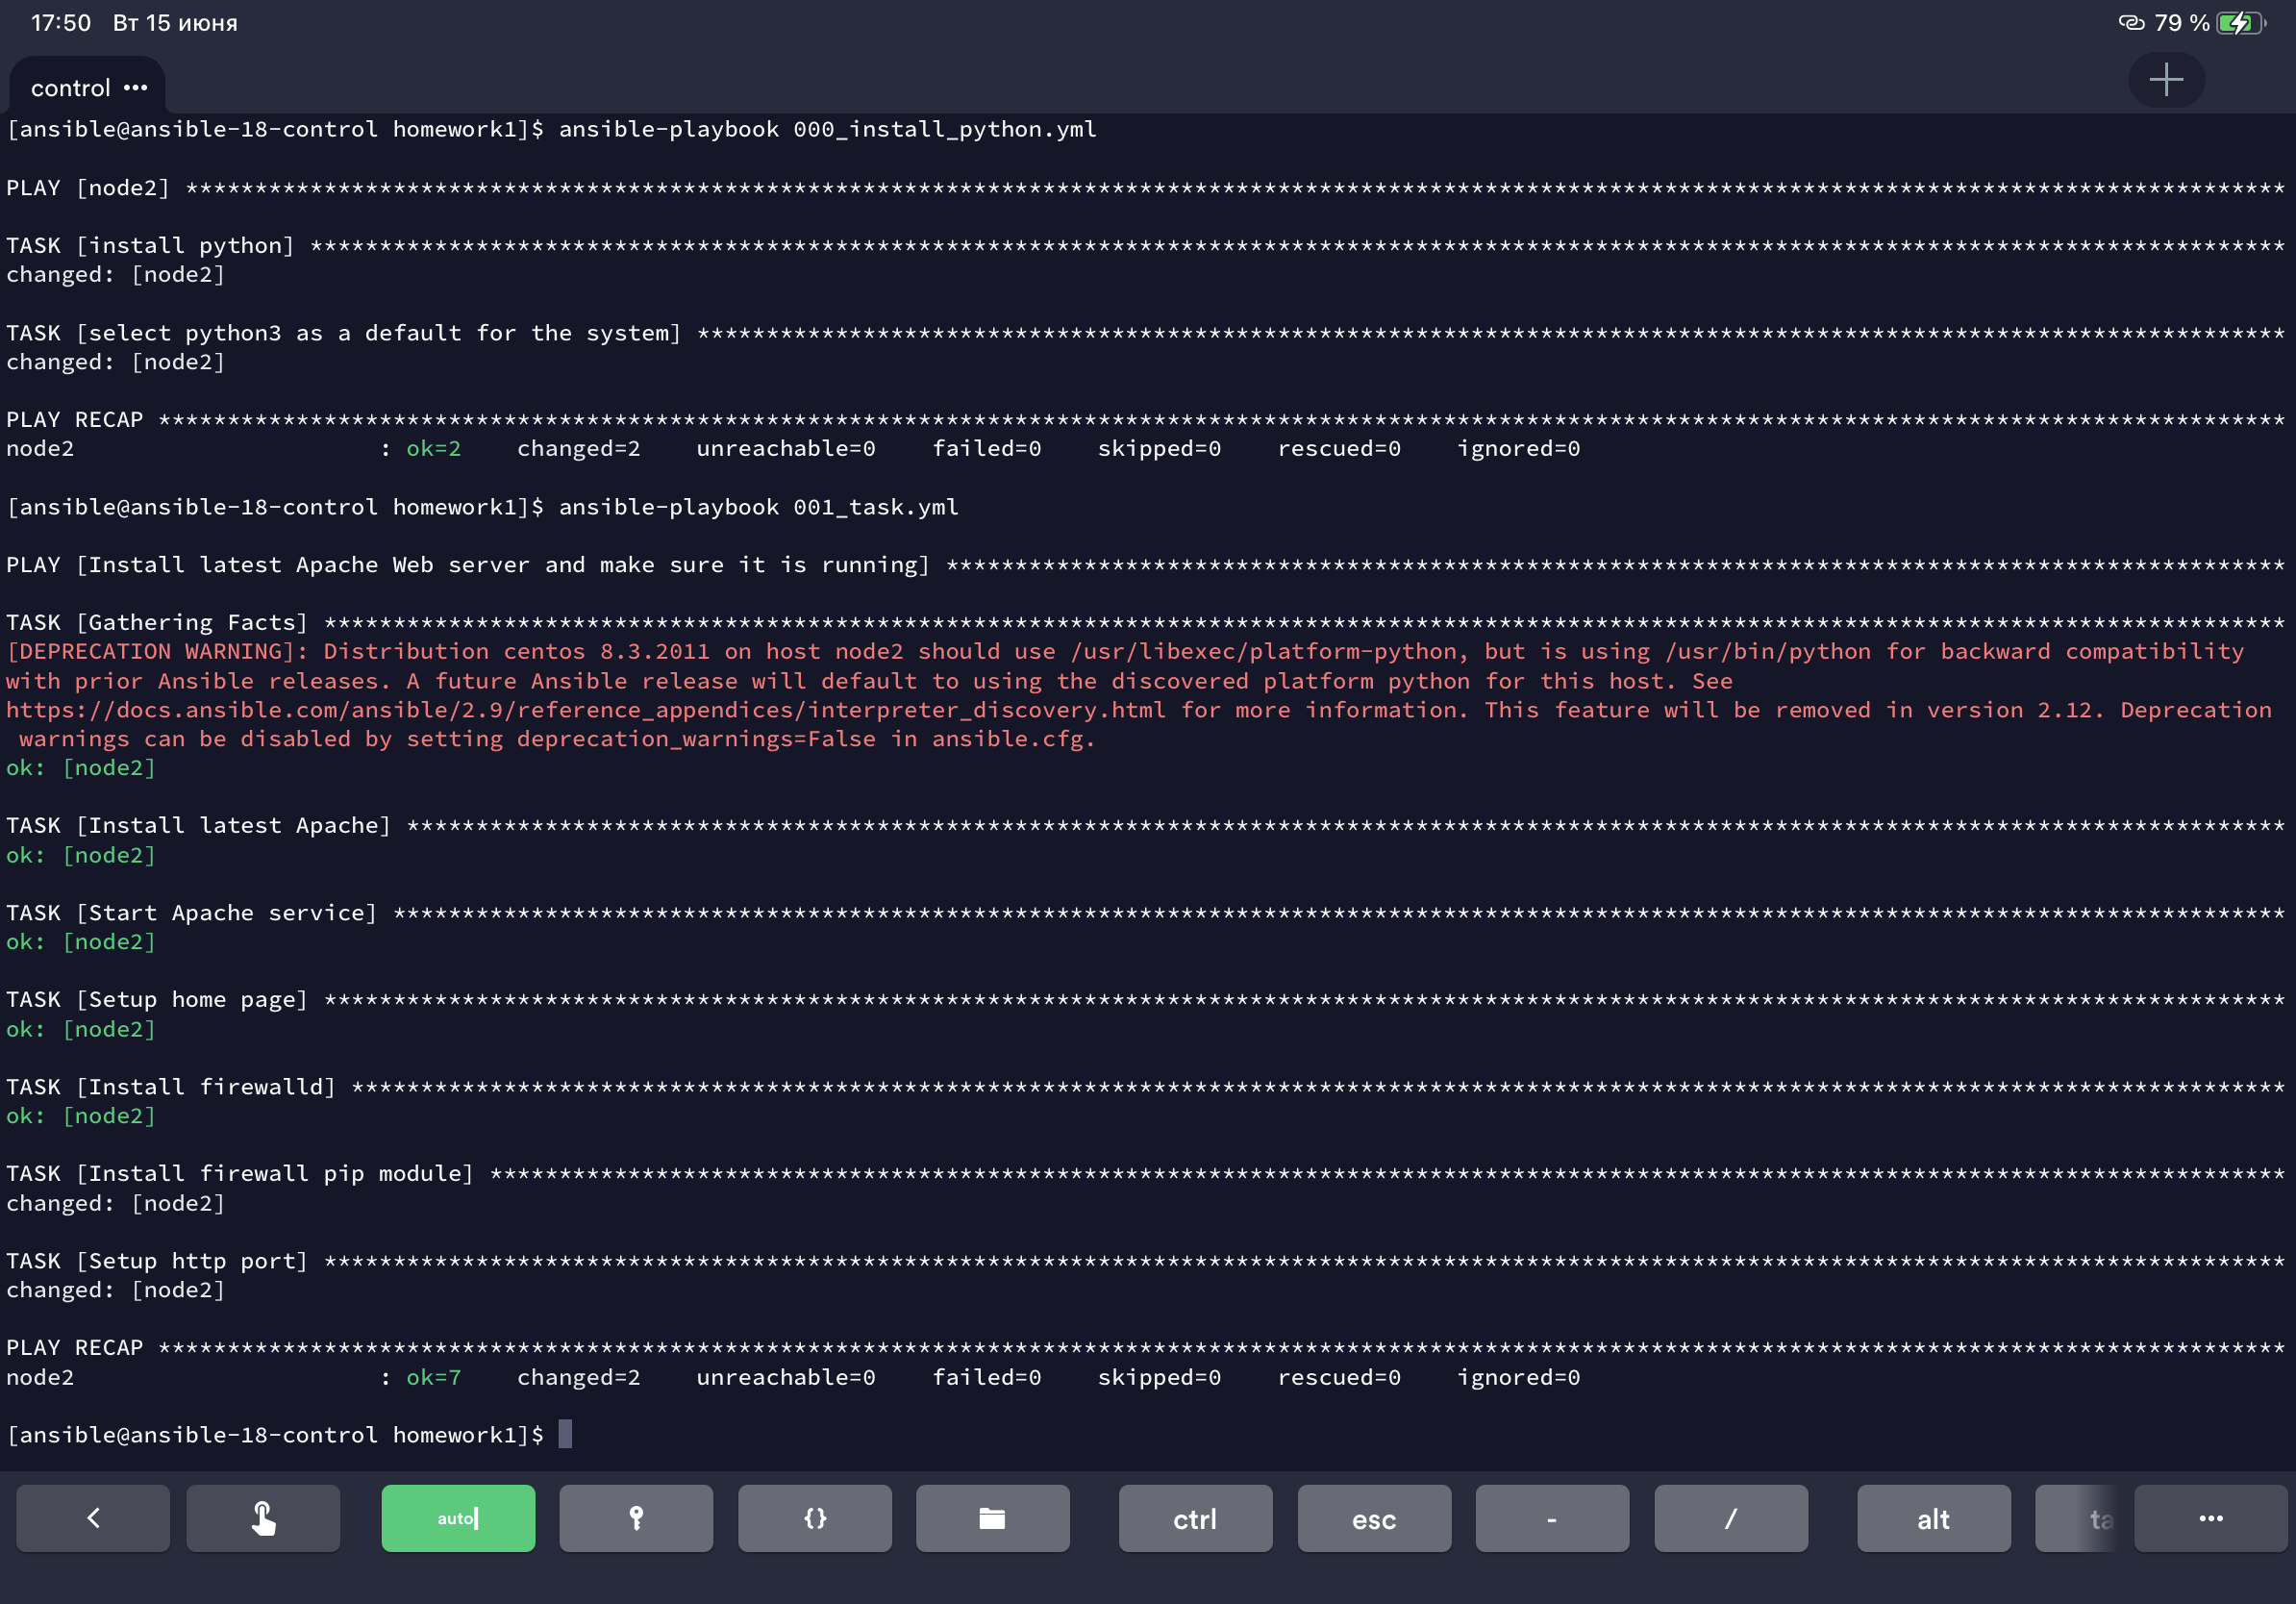 17:50 Вт 15 июня 79 %
control •••
[ansible@ansible-18-control homework1]$ ansible-playbook 000_install_python.yml
PLAY [node2] ********************************************************************************************************************************************************
TASK [install python] ***********************************************************************************************************************************************
changed: [node2]
TASK [select python3 as a default for the system] *******************************************************************************************************************
changed: [node2]
PLAY RECAP **********************************************************************************************************************************************************
node2 : ok=2 changed=2 unreachable=0 failed=0 skipped=0 rescued=0 ignored=0
[ansible@ansible-18-control homework1]$ ansible-playbook 001_task.yml
PLAY [Install latest Apache Web server and make sure it is running] *************************************************************************************************
TASK [Gathering Facts] **********************************************************************************************************************************************
[DEPRECATION WARNING]: Distribution centos 8.3.2011 on host node2 should use /usr/libexec/platform-python, but is using /usr/bin/python for backward compatibility
with prior Ansible releases. A future Ansible release will default to using the discovered platform python for this host. See
https://docs.ansible.com/ansible/2.9/reference_appendices/interpreter_discovery.html for more information. This feature will be removed in version 2.12. Deprecation
warnings can be disabled by setting deprecation_warnings=False in ansible.cfg.
ok: [node2]
TASK [Install latest Apache] ****************************************************************************************************************************************
ok: [node2]
TASK [Start Apache service] *****************************************************************************************************************************************
ok: [node2]
TASK [Setup home page] **********************************************************************************************************************************************
ok: [node2]
TASK [Install firewalld] ********************************************************************************************************************************************
ok: [node2]
TASK [Install firewall pip module] **********************************************************************************************************************************
changed: [node2]
TASK [Setup http port] **********************************************************************************************************************************************
changed: [node2]
PLAY RECAP **********************************************************************************************************************************************************
node2 : ok=7 changed=2 unreachable=0 failed=0 skipped=0 rescued=0 ignored=0
[ansible@ansible-18-control homework1]$
auto {} ctrl esc - / alt ta •••